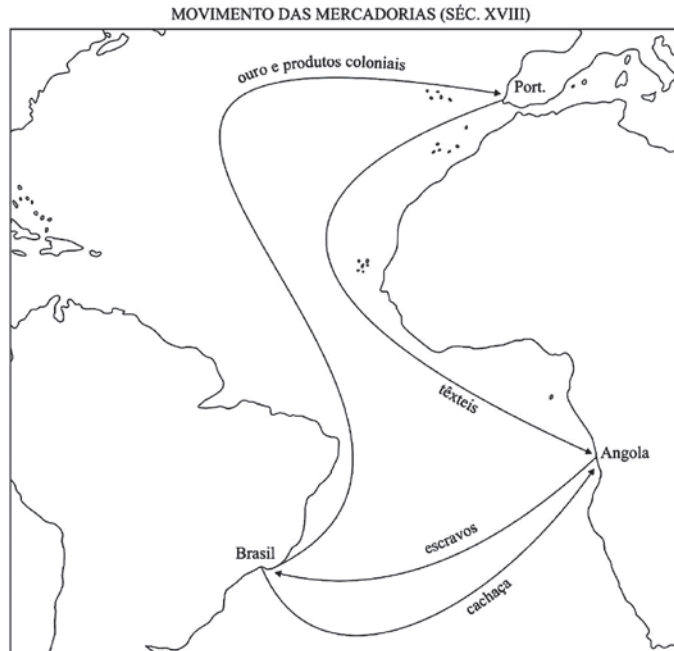 MOVIMENTO DAS MERCADORIAS (SÉC. XVIII)
ouro e produtos coloniais
Port.
têxteis
Angola
escravos
Brasil
cachaça